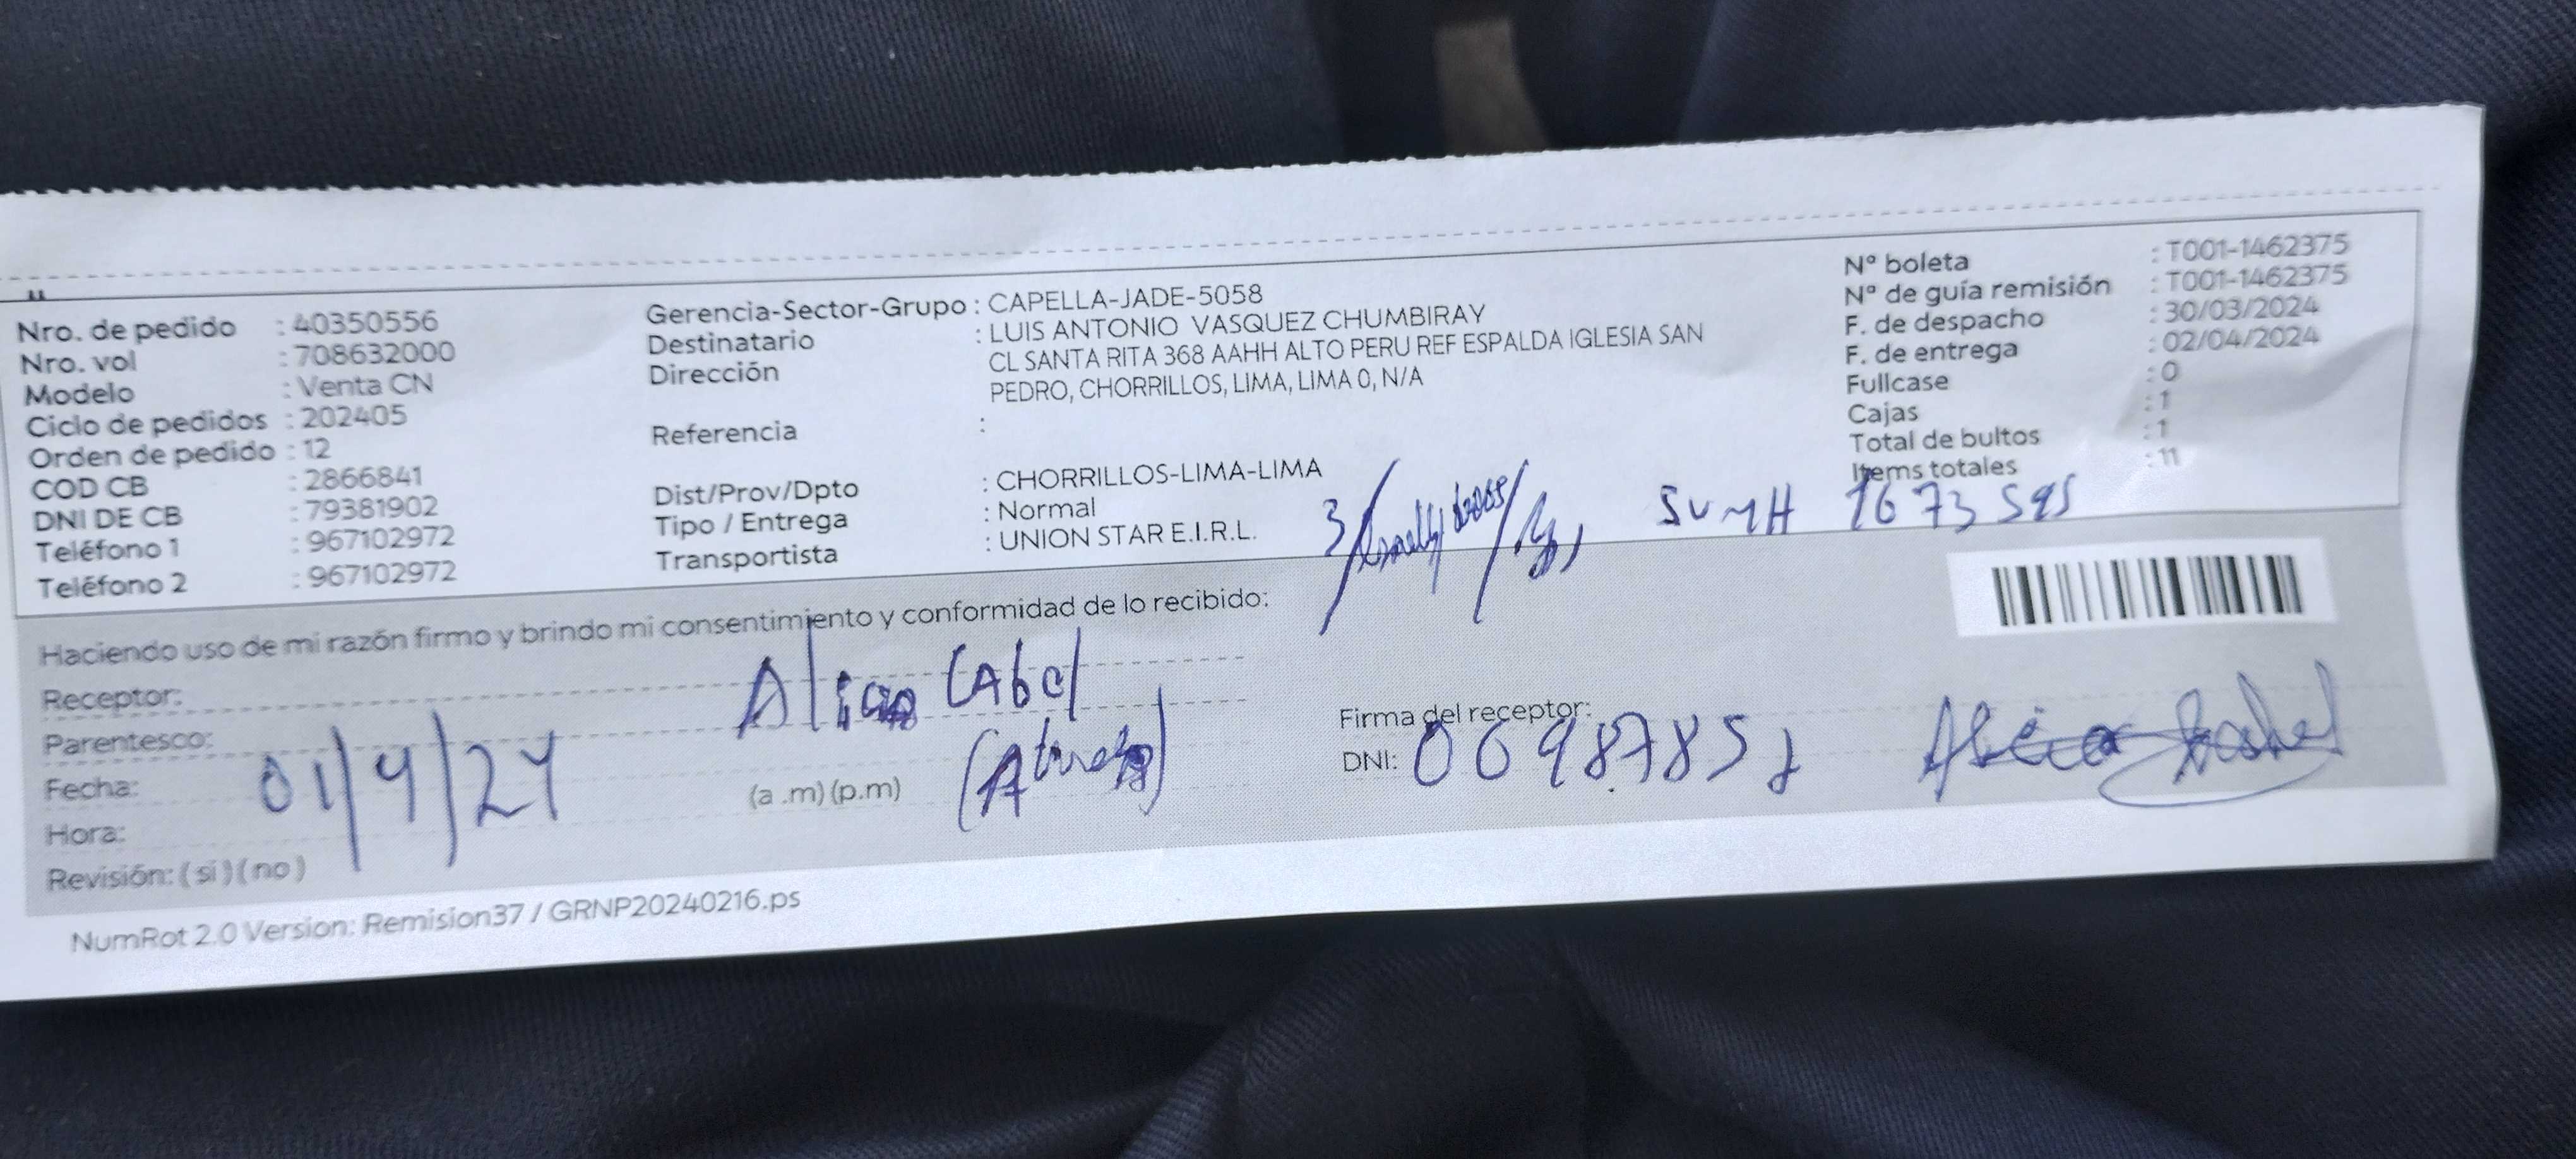 Nro. de pedido : 40350556
Nro. vol : 708632000
Modelo : Venta CN
Ciclo de pedidos : 202405
Orden de pedido : 12
COD CB : 2866841
DNI DE CB : 79381902
Teléfono 1 : 967102972
Teléfono 2 : 967102972
Gerencia-Sector-Grupo : CAPELLA-JADE-5058
Destinatario : LUIS ANTONIO VASQUEZ CHUMBIRAY
Dirección CL SANTA RITA 368 AAHH ALTO PERU REF ESPALDA IGLESIA SAN
PEDRO, CHORRILLOS, LIMA, LIMA 0, N/A
Referencia :
Dist/Prov/Dpto : CHORRILLOS-LIMA-LIMA
Tipo / Entrega : Normal
Transportista : UNION STAR E.I.R.L.
Nº boleta : T001-1462375
Nº de guía remisión : T001-1462375
F. de despacho : 30/03/2024
F. de entrega : 02/04/2024
Fullcase : 0
Cajas : 1
Total de bultos : 1
Items totales : 11
3/
SUMH 1673 SqS
Haciendo uso de mi razón firmo y brindo mi consentimiento y conformidad de lo recibido:
Receptor:
Parentesco:
Fecha: 01/4/24
Hora: (a .m) (p.m)
Revisión: ( si ) ( no )
Firma del receptor:
DNI:
NumRot 2.0 Version: Remision37 / GRNP20240216.ps